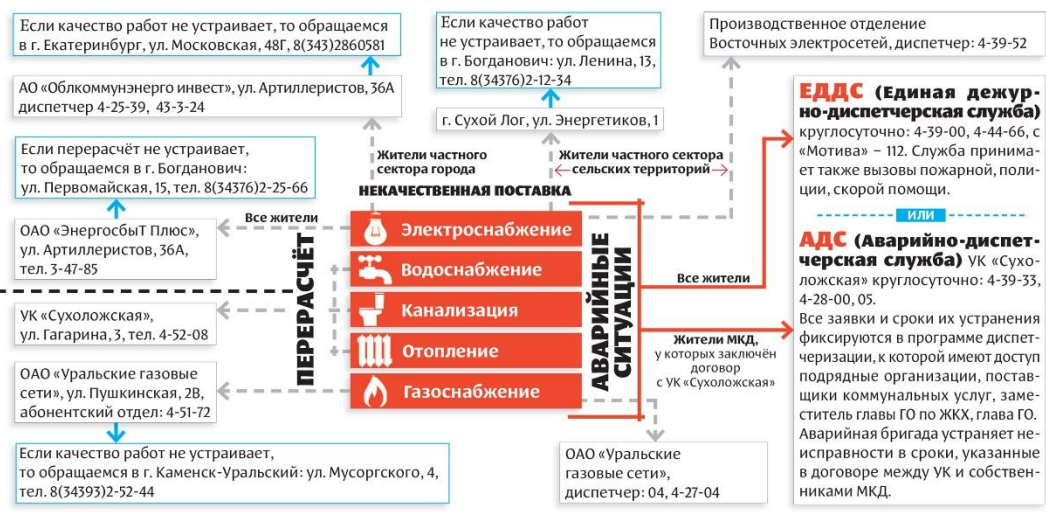 Если качество работ не устраивает, то обращаемся
в г. Екатеринбург, ул. Московская, 48Г, 8(343)2860581
АО «Облкоммунэнерго инвест», ул. Артиллеристов, 36А
диспетчер 4-25-39, 43-3-24
Если качество работ
не устраивает, то обращаемся
в г. Богданович: ул. Ленина, 13,
тел. 8(34376)2-12-34
г. Сухой Лог, ул. Энергетиков, 1
Производственное отделение
Восточных электросетей, диспетчер: 4-39-52
Если перерасчёт не устраивает,
то обращаемся в г. Богданович:
ул. Первомайская, 15, тел. 8(34376)2-25-66
ОАО «ЭнергосбыТ Плюс»,
ул. Артиллеристов, 36А,
тел. 3-47-85
Все жители
Жители частного
сектора города
Жители частного сектора
сельских территорий
НЕКАЧЕСТВЕННАЯ ПОСТАВКА
ПЕРЕРАСЧЁТ
Электроснабжение
Водоснабжение
Канализация
Отопление
Газоснабжение
АВАРИЙНЫЕ
СИТУАЦИИ
УК «Сухоложская»,
ул. Гагарина, 3, тел. 4-52-08
ОАО «Уральские газовые
сети», ул. Пушкинская, 2В,
абонентский отдел: 4-51-72
Если качество работ не устраивает,
то обращаемся в г. Каменск-Уральский: ул. Мусоргского, 4,
тел. 8(34393)2-52-44
Все жители
Жители МКД,
у которых заключён
договор
с УК «Сухоложская»
ОАО «Уральские
газовые сети»,
диспетчер: 04, 4-27-04
ЕДДС (Единая дежур-
но-диспетчерская служба)
круглосуточно: 4-39-00, 4-44-66, с
«Мотива» – 112. Служба принима-
ет также вызовы пожарной, поли-
ции, скорой помощи.
ИЛИ
АДС (Аварийно-диспет-
черская служба) УК «Сухо-
ложская» круглосуточно: 4-39-33,
4-28-00, 05.
Все заявки и сроки их устранения
фиксируются в программе диспет-
черизации, к которой имеют доступ
подрядные организации, постав-
щики коммунальных услуг, заме-
ститель главы ГО по ЖКХ, глава ГО.
Аварийная бригада устраняет не-
исправности в сроки, указанные
в договоре между УК и собствен-
никами МКД.